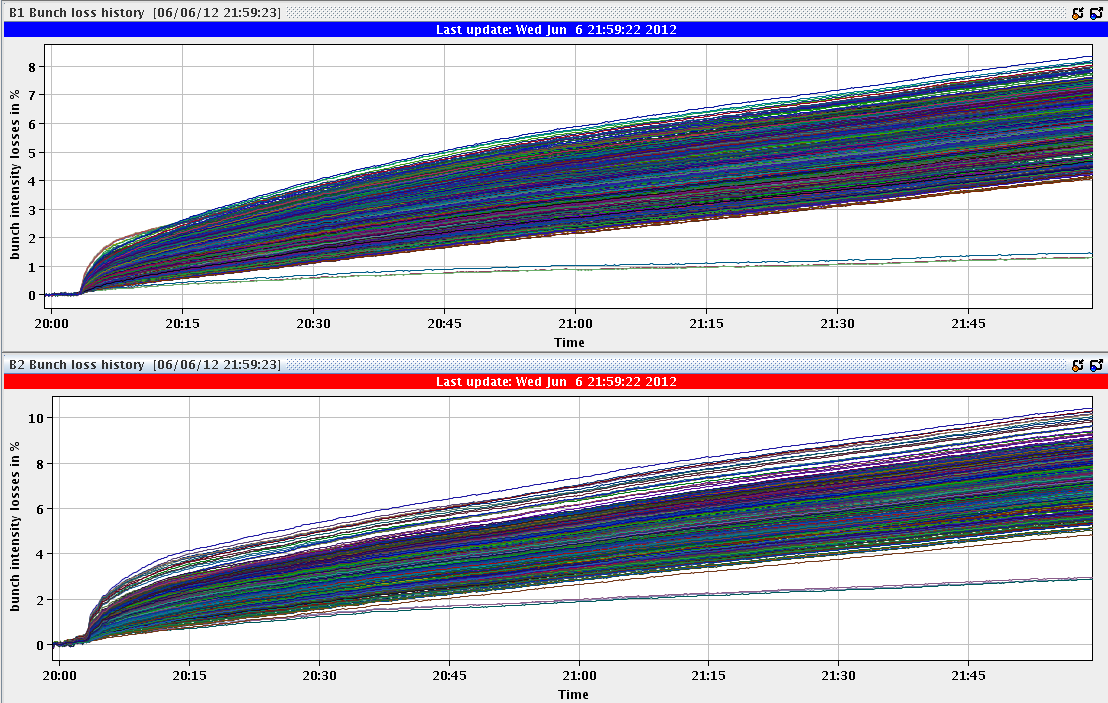 B1 Bunch loss history [06/06/12 21:59:23]
Last update: Wed Jun 6 21:59:22 2012
bunch intensity losses in %
8
7
6
5
4
3
2
1
0
20:00 20:15 20:30 20:45 21:00 21:15 21:30 21:45
Time
B2 Bunch loss history [06/06/12 21:59:23]
Last update: Wed Jun 6 21:59:22 2012
bunch intensity losses in %
10
8
6
4
2
0
20:00 20:15 20:30 20:45 21:00 21:15 21:30 21:45
Time